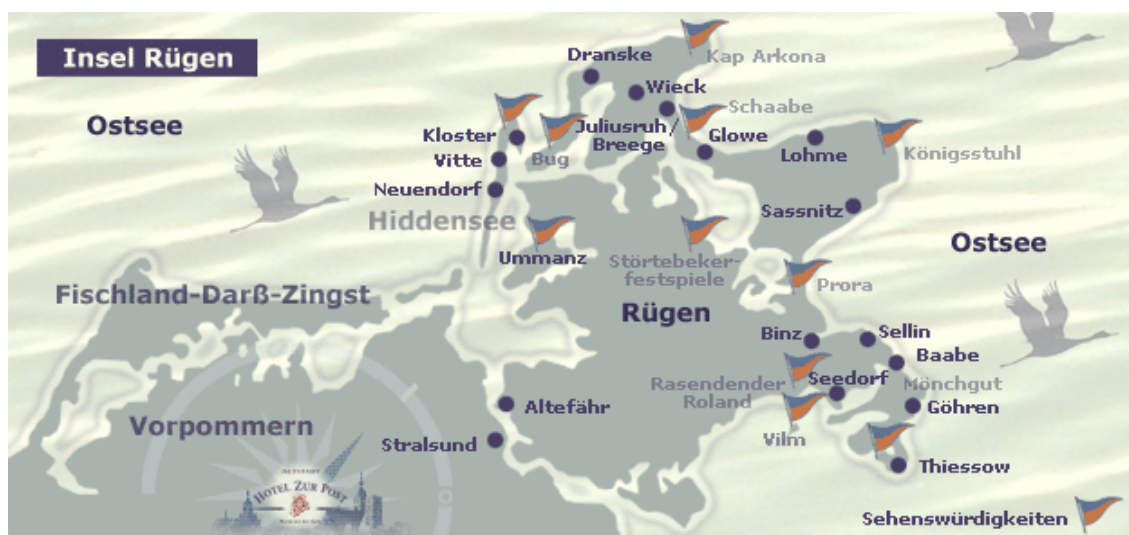 Insel Rügen
Dranske
Kap Arkona
Wieck
Schaabe
Ostsee
Kloster
Juliusruh
Breege
Glowe
Bug
Vitte
Lohme
Königsstuhl
Neuendorf
Hiddensee
Sassnitz
Ummanz
Störtebeker-
festspiele
Ostsee
Fischland-Darß-Zingst
Prora
Rügen
Binz
Sellin
Baabe
Rasendender
Roland
Seedorf
Mönchgut
Altefähr
Göhren
Vorpommern
Vilm
Stralsund
Thiessow
Hotel Zur Post
Sehenswürdigkeiten